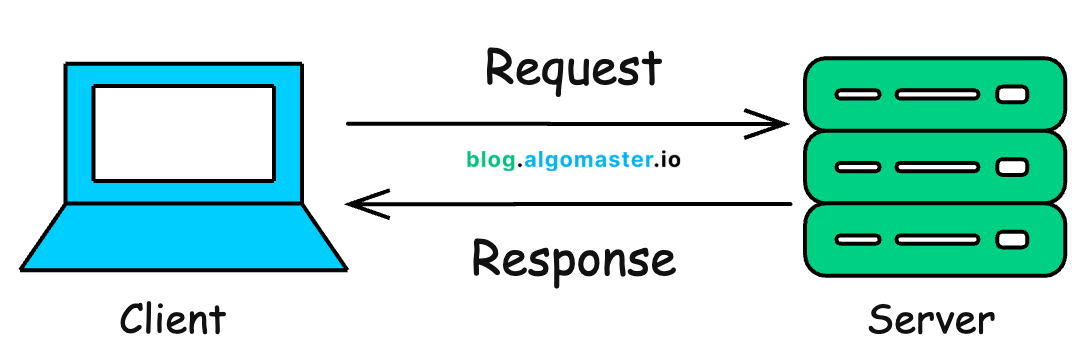 Request
blog.algomaster.io
Response
Client
Server